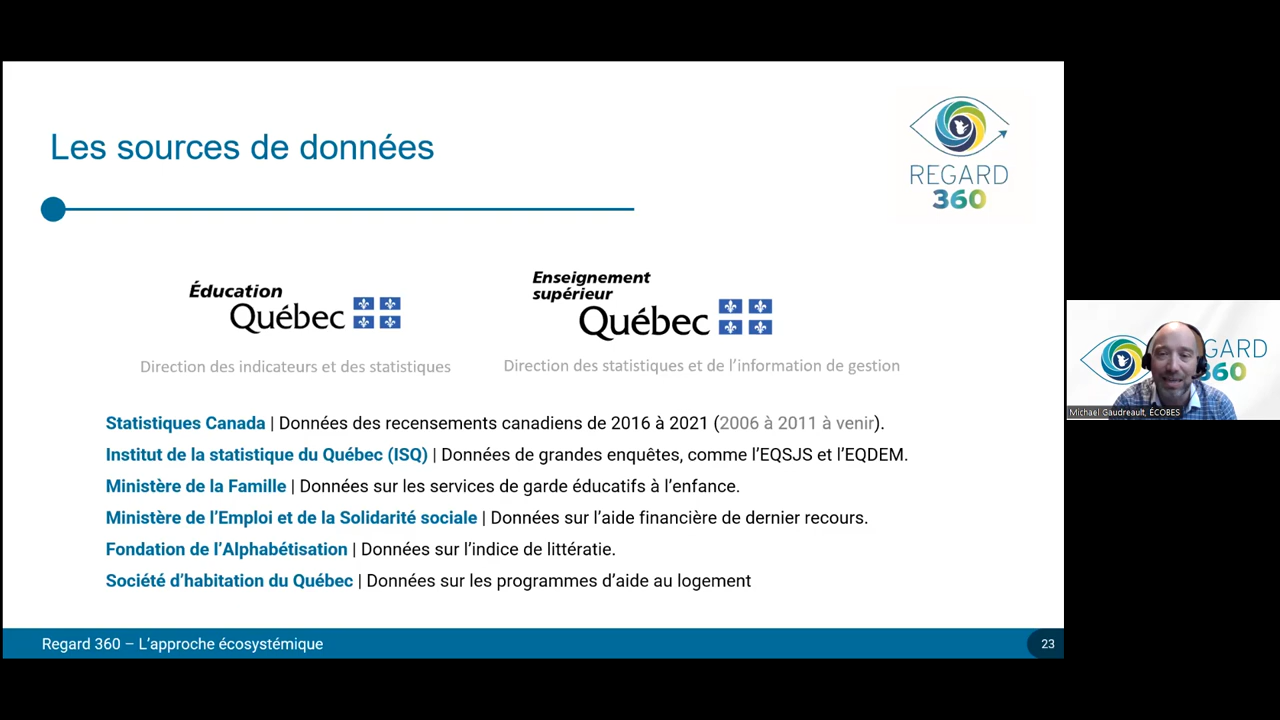 Les sources de données
REGARD
360
Éducation
Québec
Enseignement
supérieur
Québec
Direction des indicateurs et des statistiques
Direction des statistiques et de l’information de gestion
Statistiques Canada | Données des recensements canadiens de 2016 à 2021 (2006 à 2011 à venir).
Institut de la statistique du Québec (ISQ) | Données de grandes enquêtes, comme l’EQSJS et l’EQDEM.
Ministère de la Famille | Données sur les services de garde éducatifs à l’enfance.
Ministère de l’Emploi et de la Solidarité sociale | Données sur l’aide financière de dernier recours.
Fondation de l’Alphabétisation | Données sur l’indice de littératie.
Société d’habitation du Québec | Données sur les programmes d’aide au logement
Regard 360 – L’approche écosystémique
23
GARD
360
Michael Gaudreault, ÉCOBES